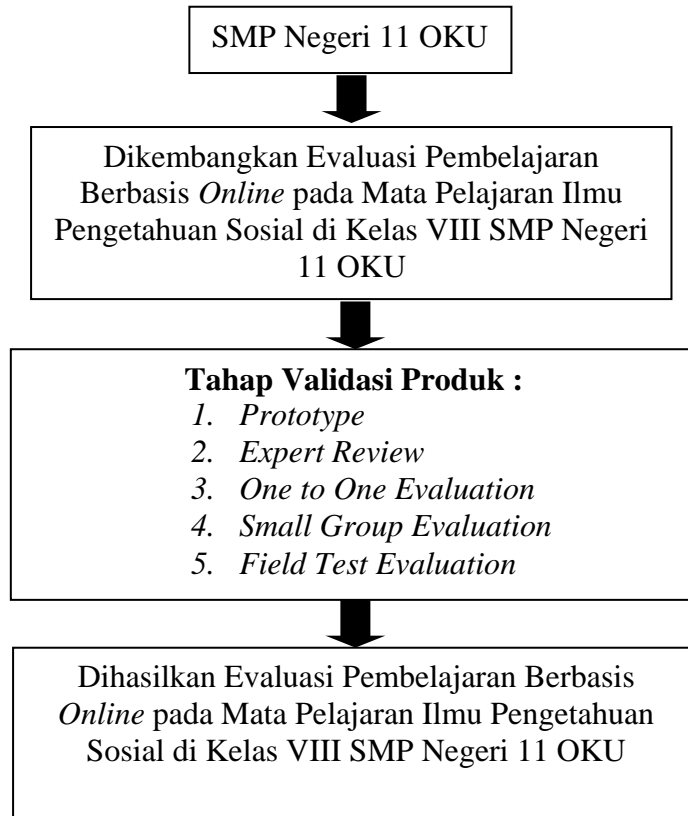 SMP Negeri 11 OKU
Dikembangkan Evaluasi Pembelajaran
Berbasis Online pada Mata Pelajaran Ilmu
Pengetahuan Sosial di Kelas VIII SMP Negeri
11 OKU
Tahap Validasi Produk :
1. Prototype
2. Expert Review
3. One to One Evaluation
4. Small Group Evaluation
5. Field Test Evaluation
Dihasilkan Evaluasi Pembelajaran Berbasis
Online pada Mata Pelajaran Ilmu Pengetahuan
Sosial di Kelas VIII SMP Negeri 11 OKU